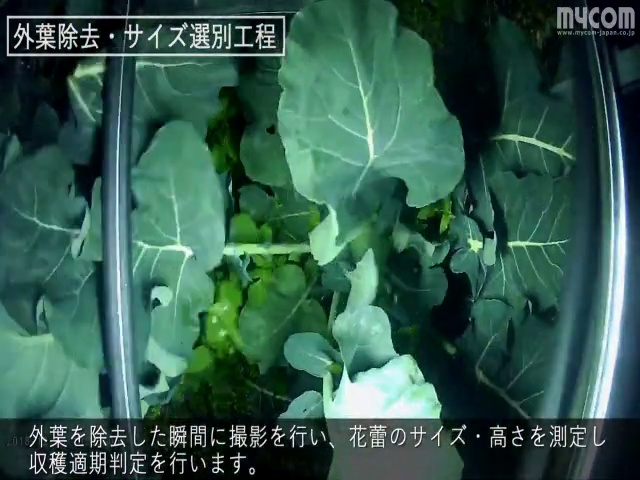 外葉除去・サイズ選別工程
mycom
www.mycom-japan.co.jp
外葉を除去した瞬間に撮影を行い、花蕾のサイズ・高さを測定し
収穫適期判定を行います。